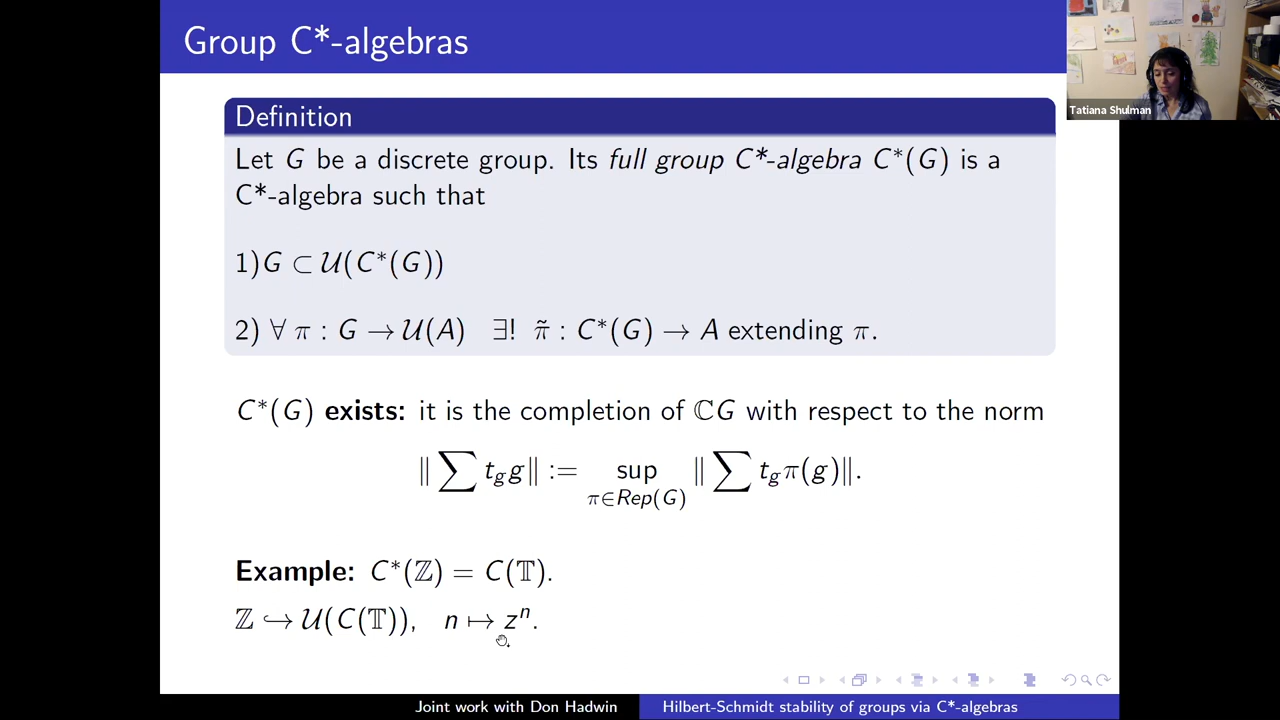 Group C*-algebras
Tatiana Shulman
Definition
Let G be a discrete group. Its full group C*-algebra C*(G) is a
C*-algebra such that
1)G ⊂ 𝒰(C*(G))
2) ∀ π : G → 𝒰(A) ∃! π̃ : C*(G) → A extending π.
C*(G) exists: it is the completion of ℂG with respect to the norm
‖ ∑ t_g g‖ := sup_{π∈Rep(G)} ‖ ∑ t_g π(g)‖.
Example: C*(ℤ) = C(𝕋).
ℤ ↪ 𝒰(C(𝕋)), n ↦ zⁿ.
Joint work with Don Hadwin
Hilbert-Schmidt stability of groups via C*-algebras